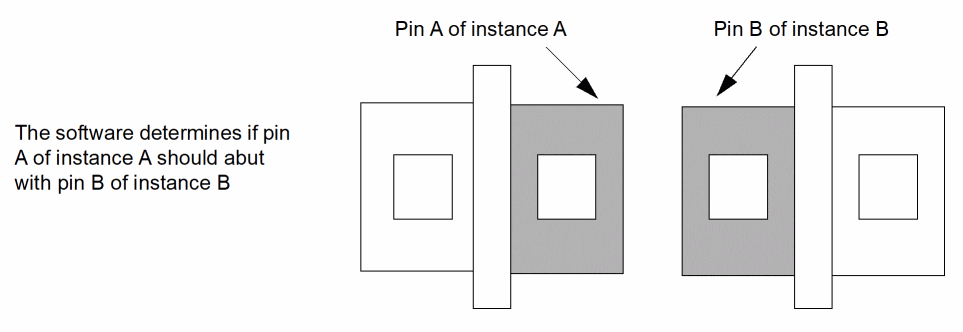 Pin A of instance A
Pin B of instance B
The software determines if pin
A of instance A should abut
with pin B of instance B